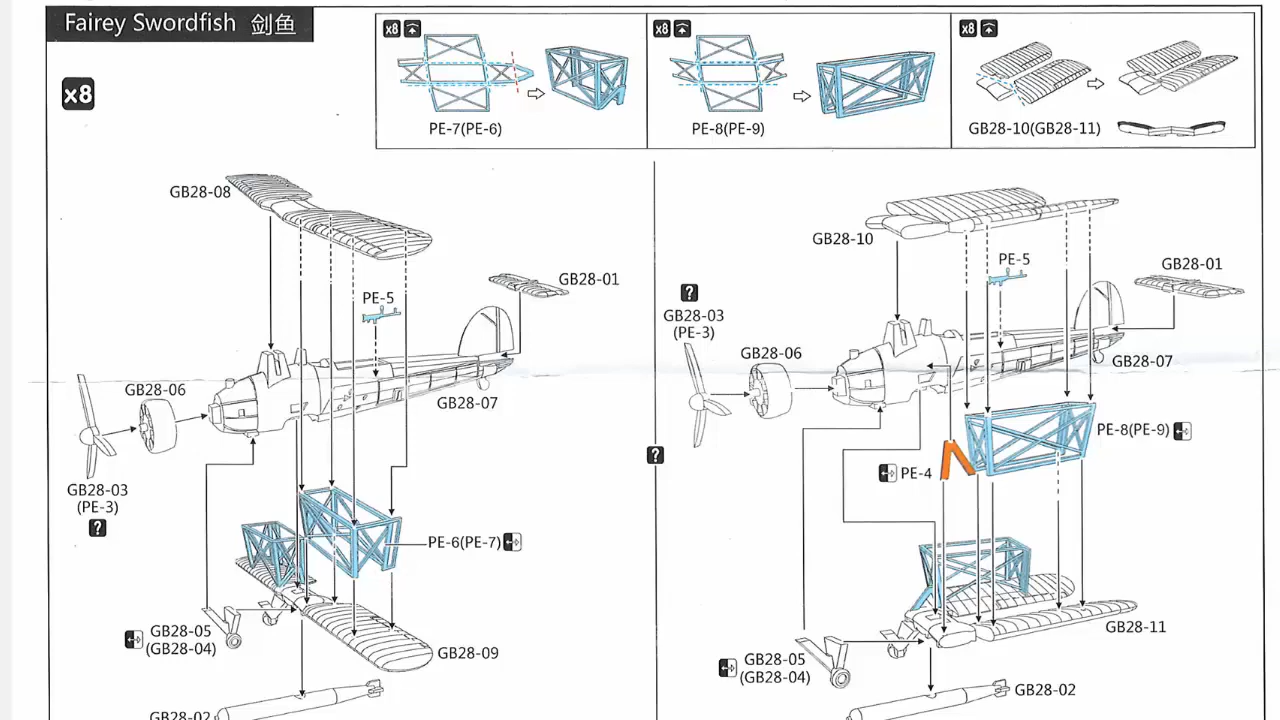 Fairey Swordfish 剑鱼
x8
x8
PE-7(PE-6)
x8
PE-8(PE-9)
x8
GB28-10(GB28-11)
GB28-08
PE-5
GB28-01
GB28-06
GB28-07
GB28-03
(PE-3)
?
PE-6(PE-7)
GB28-05
(GB28-04)
GB28-09
GB28-02
?
GB28-10
PE-5
GB28-01
?
GB28-03
(PE-3)
GB28-06
GB28-07
PE-8(PE-9)
PE-4
GB28-11
GB28-05
(GB28-04)
GB28-02